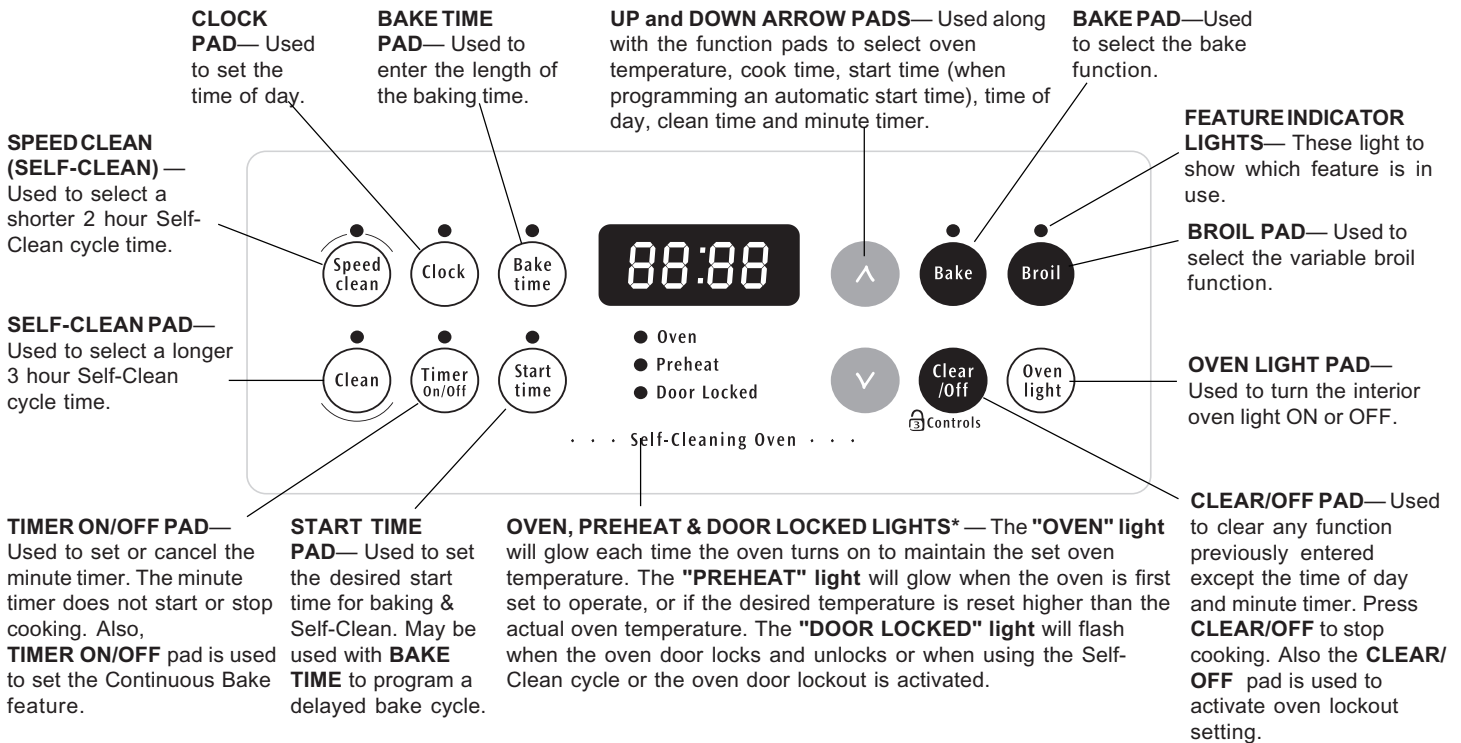 CLOCK
PAD— Used
to set the
time of day.
BAKE TIME
PAD— Used to
enter the length of
the baking time.
UP and DOWN ARROW PADS— Used along
with the function pads to select oven
temperature, cook time, start time (when
programming an automatic start time), time of
day, clean time and minute timer.
BAKE PAD—Used
to select the bake
function.
FEATURE INDICATOR
LIGHTS— These light to
show which feature is in
use.
BROIL PAD— Used to
select the variable broil
function.
SPEED CLEAN
(SELF-CLEAN) —
Used to select a
shorter 2 hour Self-
Clean cycle time.
SELF-CLEAN PAD—
Used to select a longer
3 hour Self-Clean
cycle time.
Speed
clean
Clock
Bake
time
88:88
Bake
Broil
Clean
Timer
On/Off
Start
time
Oven
Preheat
Door Locked
Clear
/Off
3 Controls
Oven
light
· · · Self-Cleaning Oven · · ·
OVEN LIGHT PAD—
Used to turn the interior
oven light ON or OFF.
TIMER ON/OFF PAD—
Used to set or cancel the
minute timer. The minute
timer does not start or stop
cooking. Also,
TIMER ON/OFF pad is used
to set the Continuous Bake
feature.
START TIME
PAD— Used to set
the desired start
time for baking &
Self-Clean. May be
used with BAKE
TIME to program a
delayed bake cycle.
OVEN, PREHEAT & DOOR LOCKED LIGHTS* — The "OVEN" light
will glow each time the oven turns on to maintain the set oven
temperature. The "PREHEAT" light will glow when the oven is first
set to operate, or if the desired temperature is reset higher than the
actual oven temperature. The "DOOR LOCKED" light will flash
when the oven door locks and unlocks or when using the Self-
Clean cycle or the oven door lockout is activated.
CLEAR/OFF PAD— Used
to clear any function
previously entered
except the time of day
and minute timer. Press
CLEAR/OFF to stop
cooking. Also the CLEAR/
OFF pad is used to
activate oven lockout
setting.